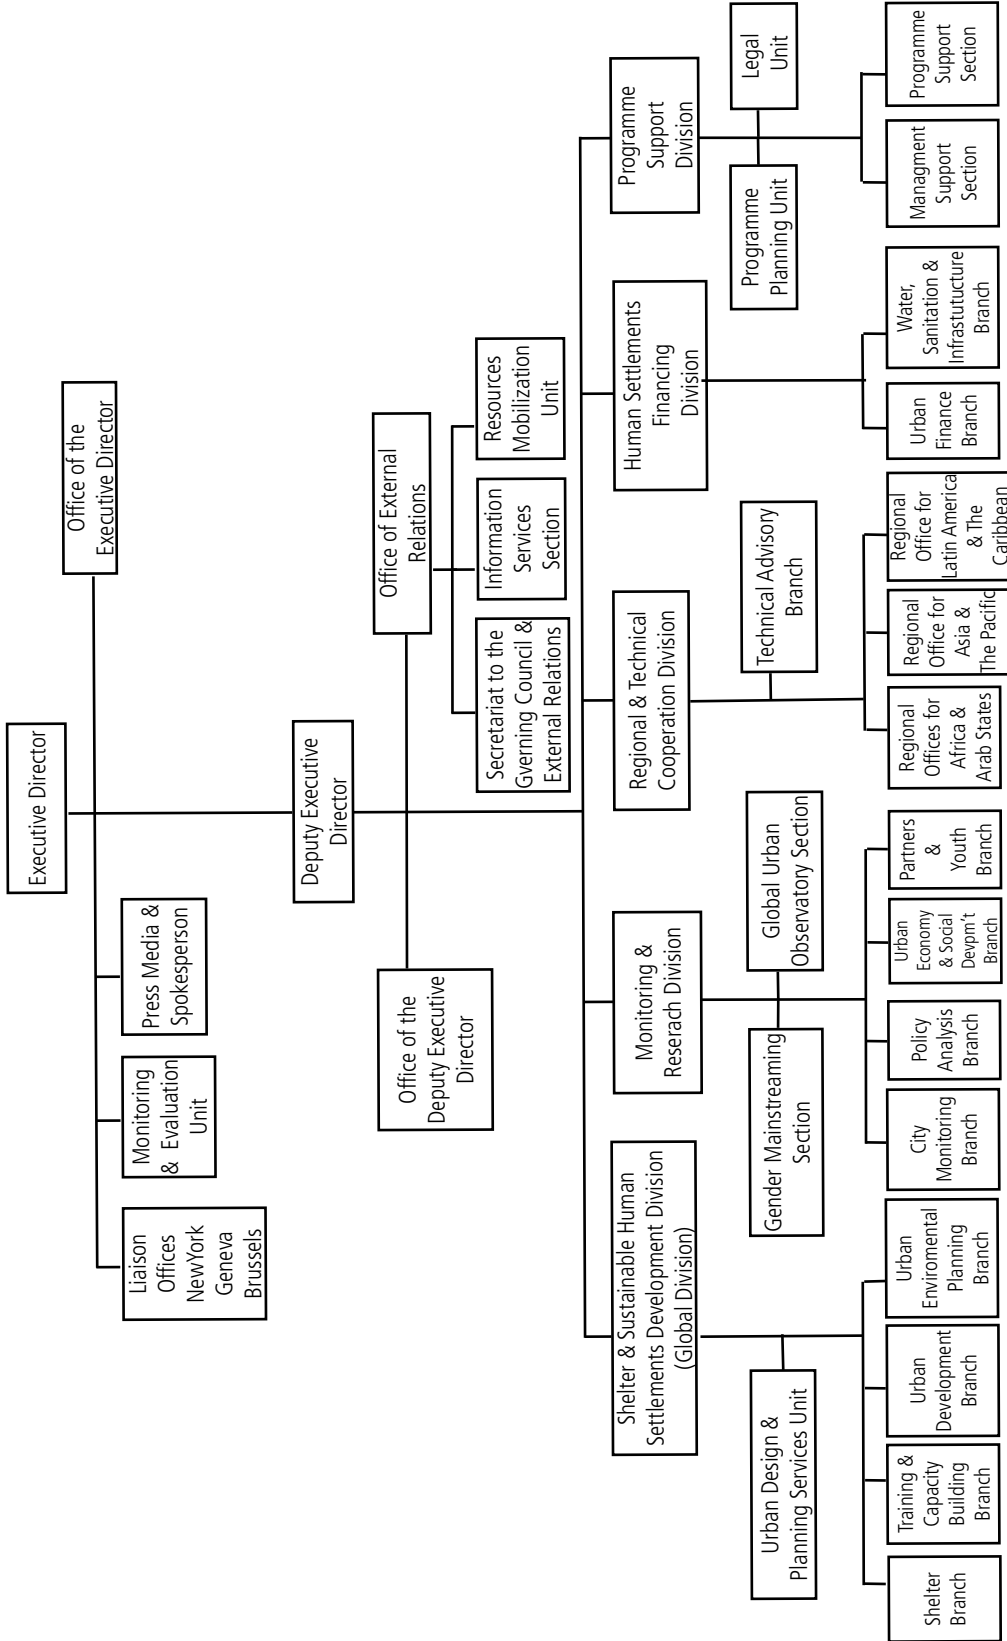 Executive Director
Office of the
Executive Director
Liaison
Offices
NewYork
Geneva
Brussels
Monitoring
& Evaluation
Unit
Press Media &
Spokesperson
Deputy Executive
Director
Office of the
Deputy Executive
Director
Office of External
Relations
Secretariat to the
Gverning Council &
External Relations
Information
Services
Section
Resources
Mobilization
Unit
Shelter & Sustainable Human
Settlements Development Division
(Global Division)
Monitoring &
Reserach Division
Regional & Technical
Cooperation Division
Human Settlements
Financing
Division
Programme
Support
Division
Urban Design &
Planning Services Unit
Gender Mainstreaming
Section
Global Urban
Observatory Section
Technical Advisory
Branch
Programme
Planning Unit
Legal
Unit
Shelter
Branch
Training &
Capacity
Building
Branch
Urban
Development
Branch
Urban
Enviromental
Planning
Branch
City
Monitoring
Branch
Policy
Analysis
Branch
Urban
Economy
& Social
Devpm't
Branch
Partners
&
Youth
Branch
Regional
Offices for
Africa &
Arab States
Regional
Office for
Asia &
The Pacific
Regional
Office for
Latin America
& The
Caribbean
Urban
Finance
Branch
Water,
Sanitation &
Infrastutucture
Branch
Managment
Support
Section
Programme
Support
Section